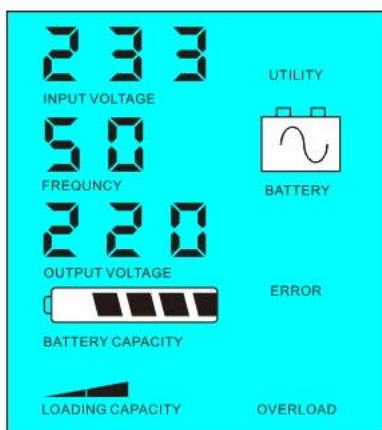 233
UTILITY
INPUT VOLTAGE
50
FREQUNCY
BATTERY
220
OUTPUT VOLTAGE
ERROR
BATTERY CAPACITY
LOADING CAPACITY
OVERLOAD